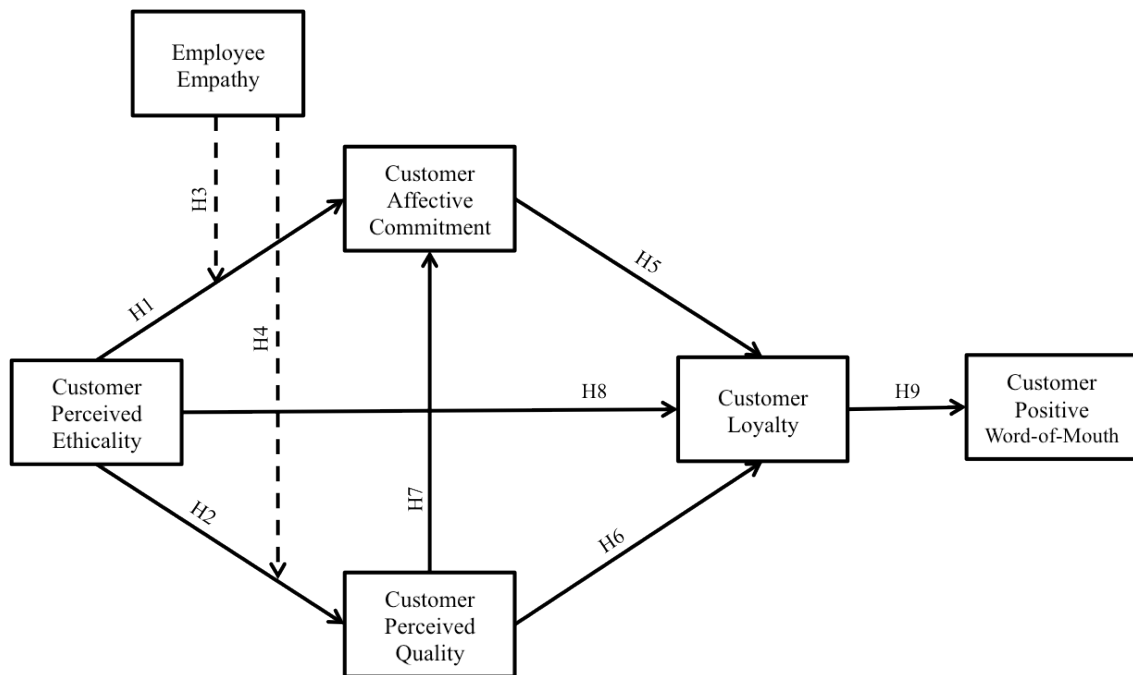 Employee
Empathy
H3
Customer
Affective
Commitment
H5
H1
H4
Customer
Perceived
Ethicality
H8
Customer
Loyalty
H9
Customer
Positive
Word-of-Mouth
H2
H7
H6
Customer
Perceived
Quality